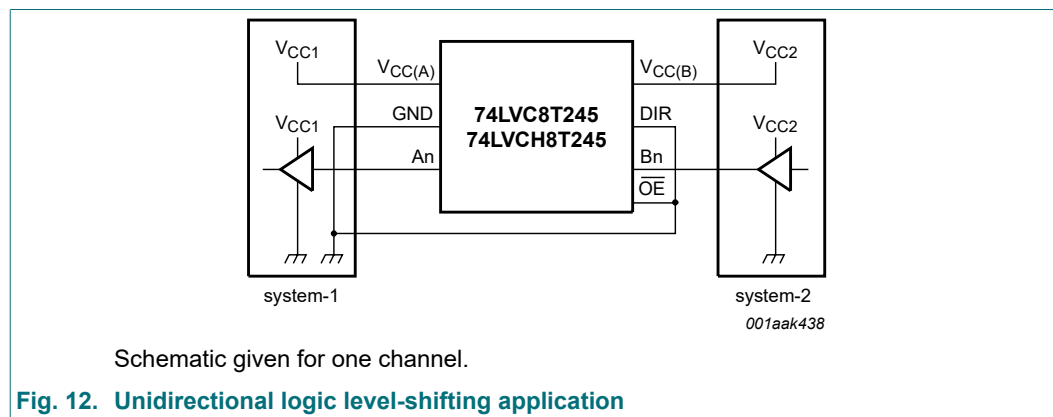 VCC1
VCC(A)
VCC(B)
VCC2
GND
74LVC8T245
DIR
74LVCH8T245
VCC1
VCC2
An
Bn
OE
system-1
system-2
001aak438
Schematic given for one channel.
Fig. 12. Unidirectional logic level-shifting application